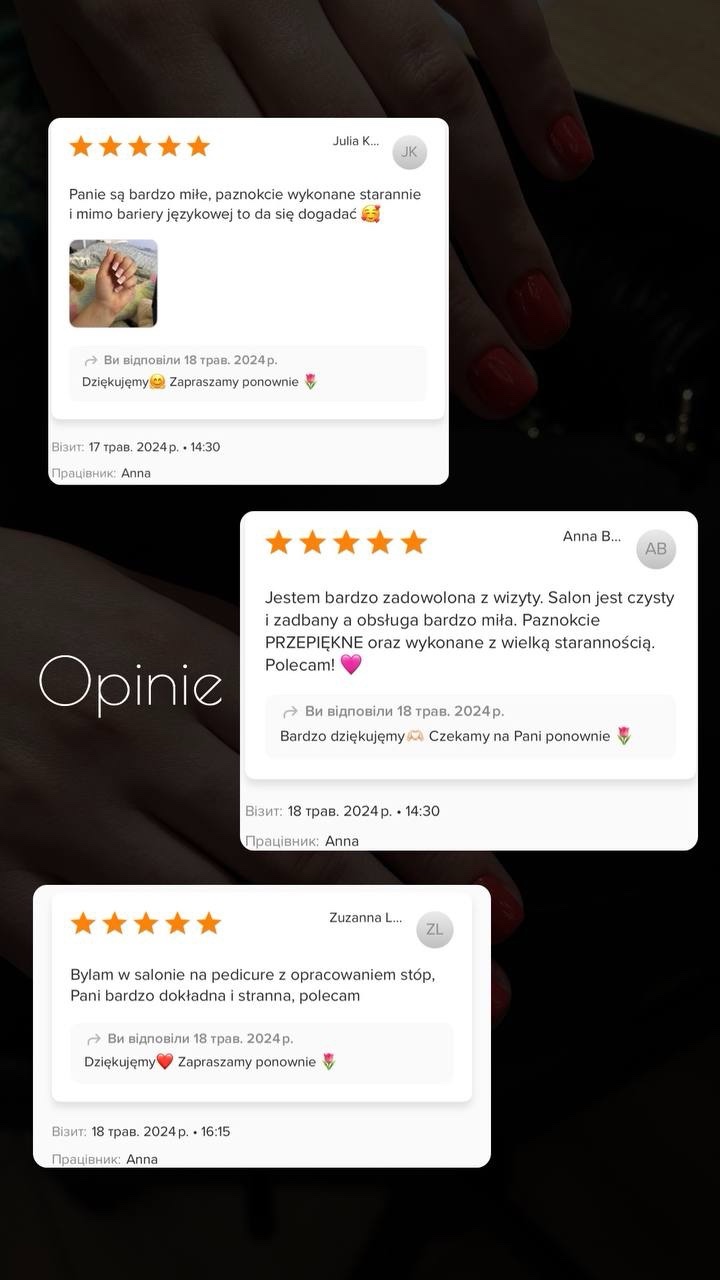 Julia K...
JK
Panie są bardzo miłe, paznokcie wykonane starannie
i mimo bariery językowej to da się dogadać 🥰
Ви відповіли 18 трав. 2024 р.
Dziękujemy🤗 Zapraszamy ponownie 🌷
Візит: 17 трав. 2024 р. • 14:30
Працівник: Anna
Opinie
Anna B...
AB
Jestem bardzo zadowolona z wizyty. Salon jest czysty
i zadbany a obsługa bardzo miła. Paznokcie
PRZEPIĘKNE oraz wykonane z wielką starannością.
Polecam! 💗
Ви відповіли 18 трав. 2024 р.
Bardzo dziękujemy🫶🏻 Czekamy na Pani ponownie 🌷
Візит: 18 трав. 2024 р. • 14:30
Працівник: Anna
Zuzanna L...
ZL
Bylam w salonie na pedicure z opracowaniem stóp,
Pani bardzo dokładna i stranna, polecam
Ви відповіли 18 трав. 2024 р.
Dziękujemy❤️ Zapraszamy ponownie 🌷
Візит: 18 трав. 2024 р. • 16:15
Працівник: Anna